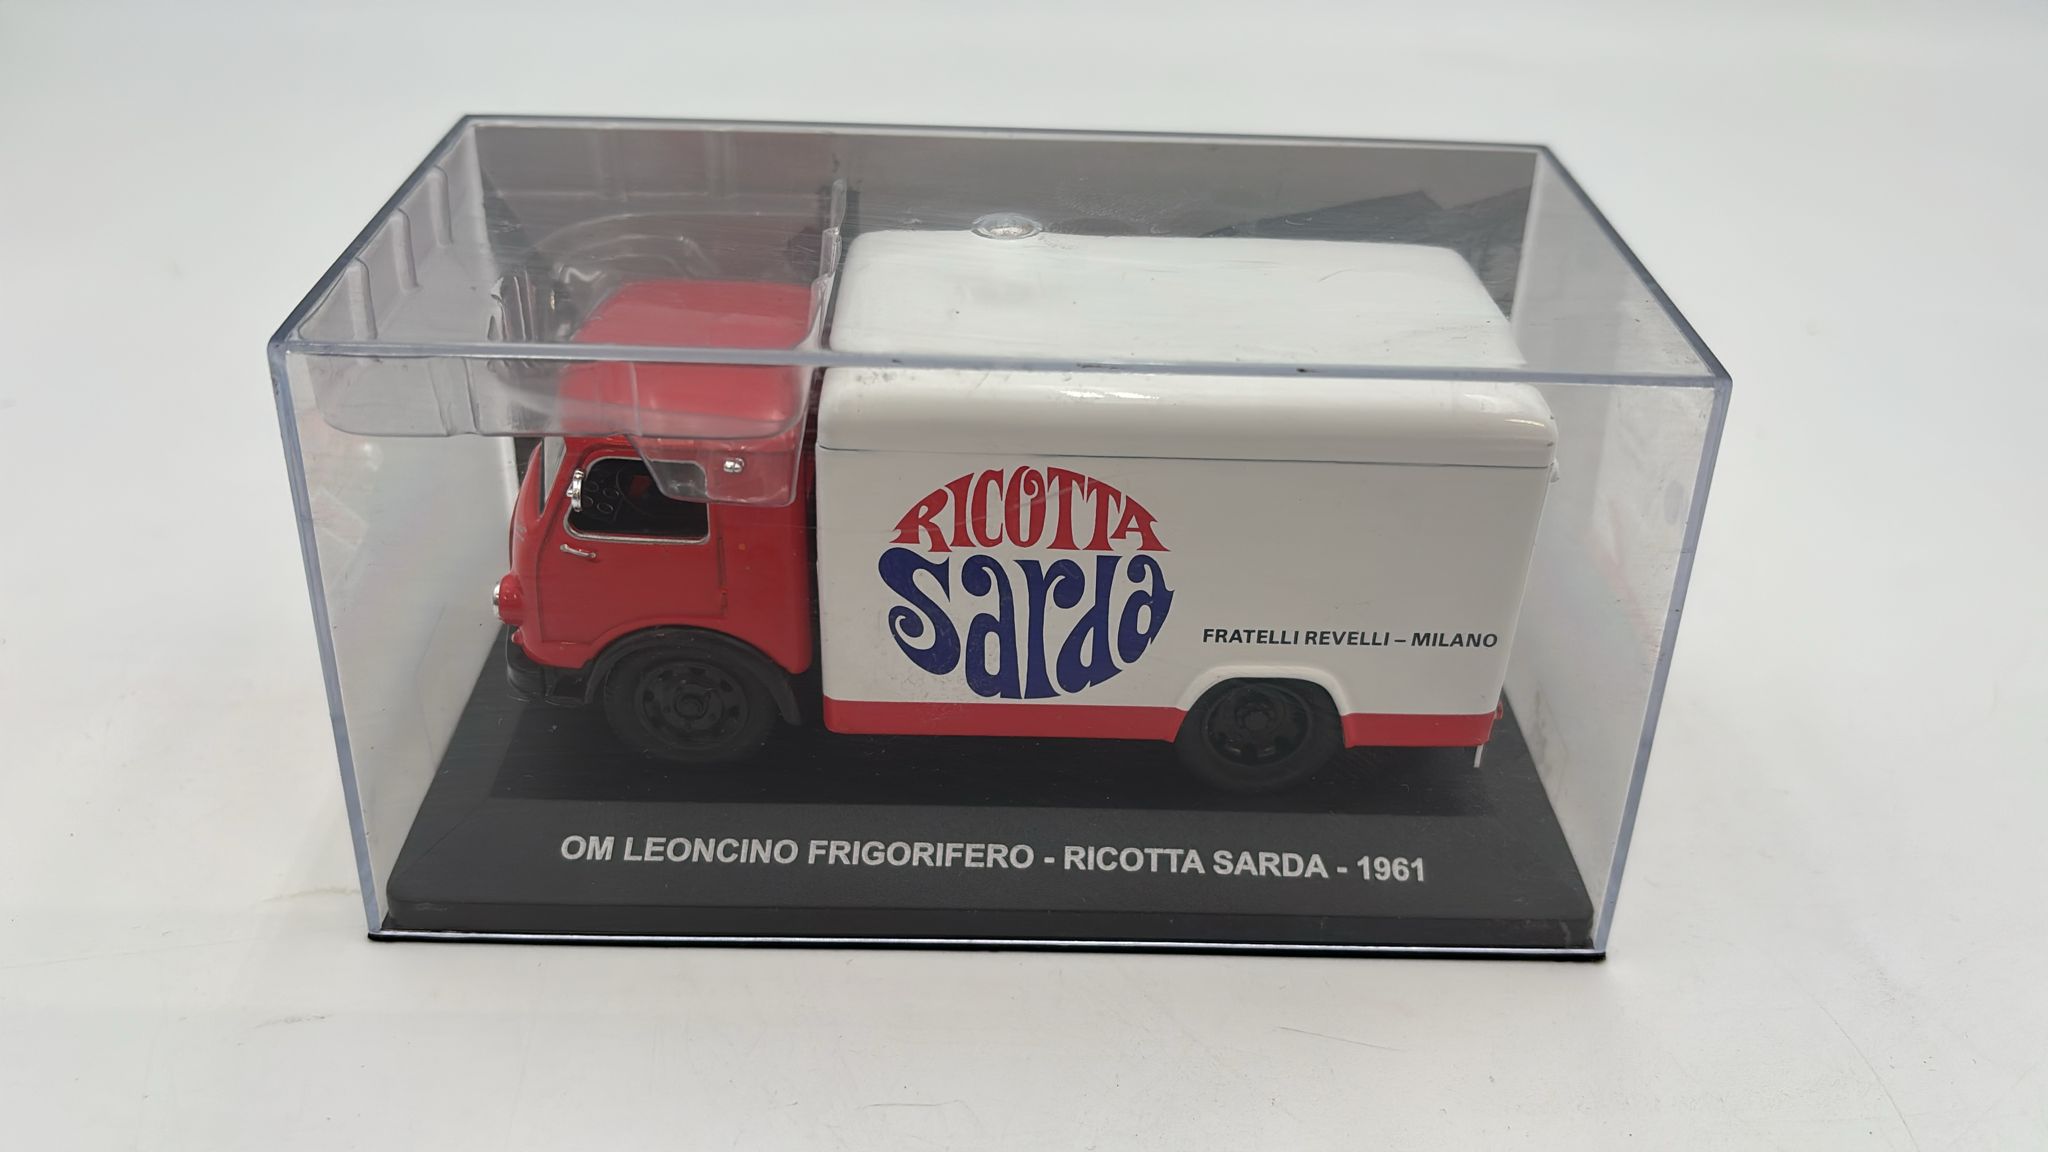 RICOTTA
Sarda
FRATELLI REVELLI – MILANO
OM LEONCINO FRIGORIFERO - RICOTTA SARDA - 1961